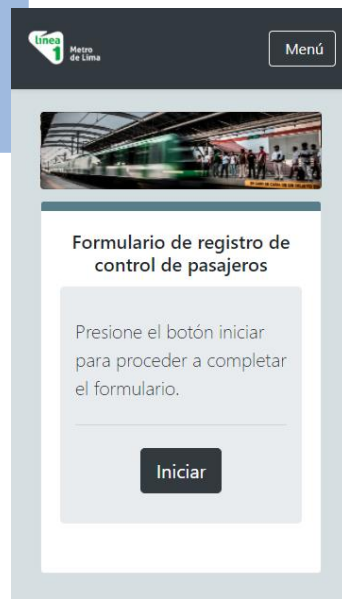 línea
1
Metro
de Lima
Menú
Formulario de registro de
control de pasajeros
Presione el botón iniciar
para proceder a completar
el formulario.
Iniciar